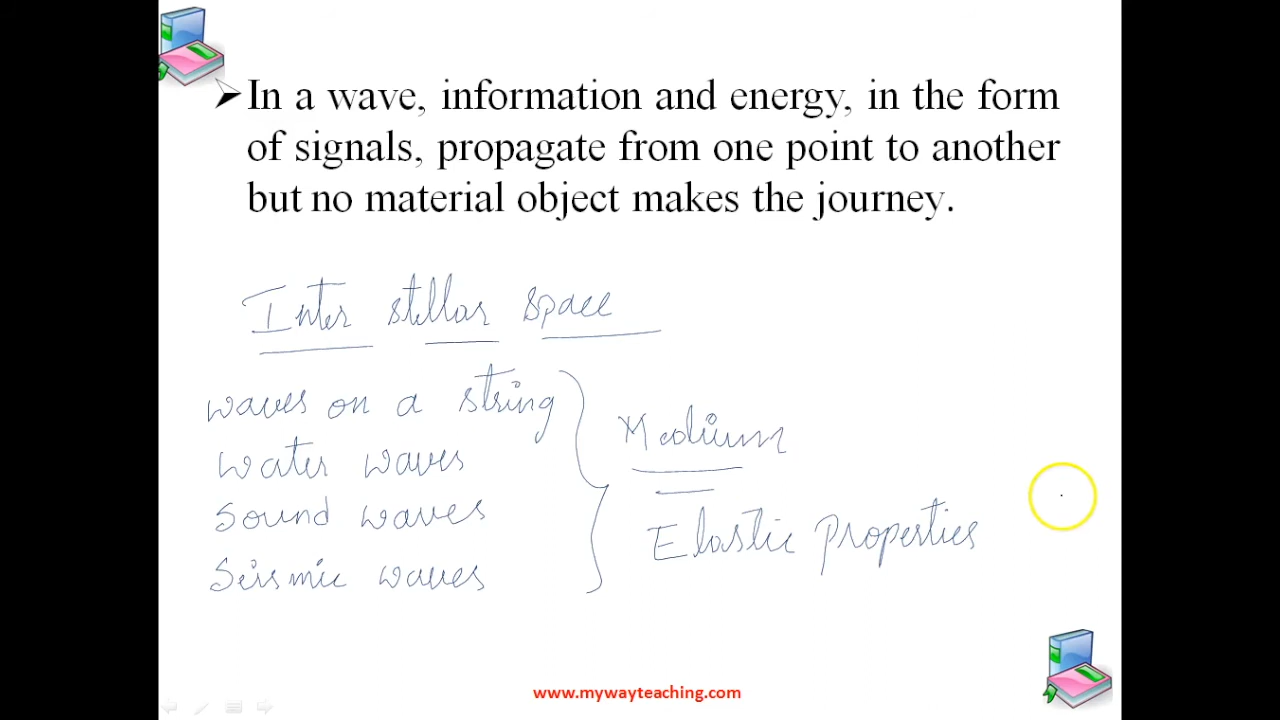 In a wave, information and energy, in the form
of signals, propagate from one point to another
but no material object makes the journey.
Inter stellar space
waves on a string
water waves
sound waves
Seismic waves
Medium
Elastic Properties
www.mywayteaching.com